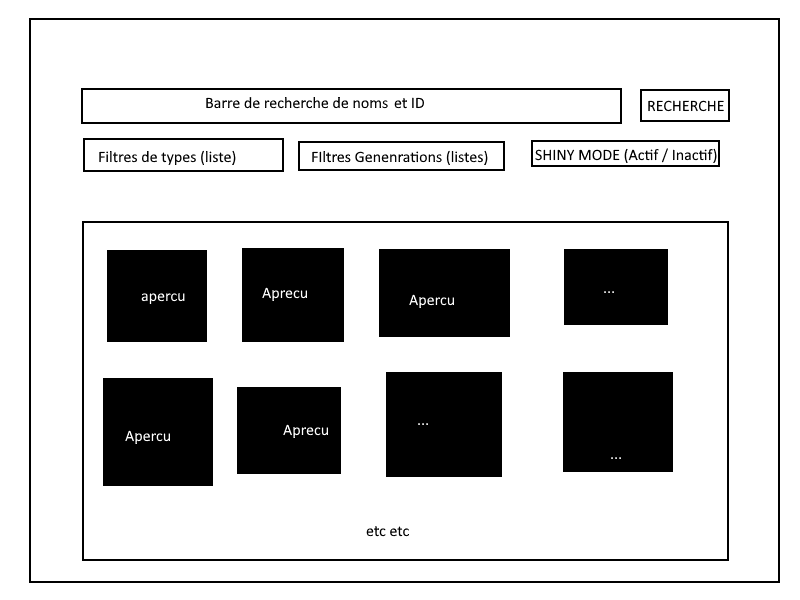 Barre de recherche de noms et ID
RECHERCHE
Filtres de types (liste)
FIltres Genenrations (listes)
SHINY MODE (Actif / Inactif)
apercu
Aprecu
Apercu
...
Apercu
Aprecu
...
...
etc etc